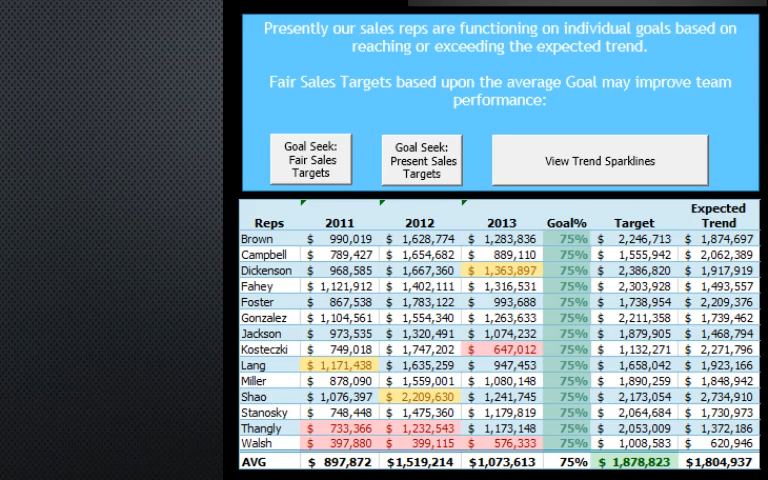 Presently our sales reps are functioning on individual goals based on
reaching or exceeding the expected trend.
Fair Sales Targets based upon the average Goal may improve team
performance:
Goal Seek:
Fair Sales
Targets
Goal Seek:
Present Sales
Targets
View Trend Sparklines
Reps 2011 2012 2013 Goal% Target Expected Trend
Brown $ 990,019 $ 1,628,774 $ 1,283,836 75% $ 2,246,713 $ 1,874,697
Campbell $ 789,427 $ 1,654,682 $ 889,110 75% $ 1,555,942 $ 2,062,389
Dickenson $ 968,585 $ 1,667,360 $ 1,363,897 75% $ 2,386,820 $ 1,917,919
Fahey $ 1,121,912 $ 1,402,111 $ 1,316,531 75% $ 2,303,928 $ 1,493,557
Foster $ 867,538 $ 1,783,122 $ 993,688 75% $ 1,738,954 $ 2,209,376
Gonzalez $ 1,104,561 $ 1,554,340 $ 1,263,633 75% $ 2,211,358 $ 1,739,462
Jackson $ 973,535 $ 1,320,491 $ 1,074,232 75% $ 1,879,905 $ 1,468,794
Kosteczki $ 749,018 $ 1,747,202 $ 647,012 75% $ 1,132,271 $ 2,271,796
Lang $ 1,171,438 $ 1,635,259 $ 947,453 75% $ 1,658,042 $ 1,923,166
Miller $ 878,090 $ 1,559,001 $ 1,080,148 75% $ 1,890,259 $ 1,848,942
Shao $ 1,076,397 $ 2,209,630 $ 1,241,745 75% $ 2,173,054 $ 2,734,910
Stanosky $ 748,448 $ 1,475,360 $ 1,179,819 75% $ 2,064,684 $ 1,730,973
Thangly $ 733,366 $ 1,232,543 $ 1,173,148 75% $ 2,053,009 $ 1,372,186
Walsh $ 397,880 $ 399,115 $ 576,333 75% $ 1,008,583 $ 620,946
AVG $ 897,872 $1,519,214 $1,073,613 75% $ 1,878,823 $1,804,937